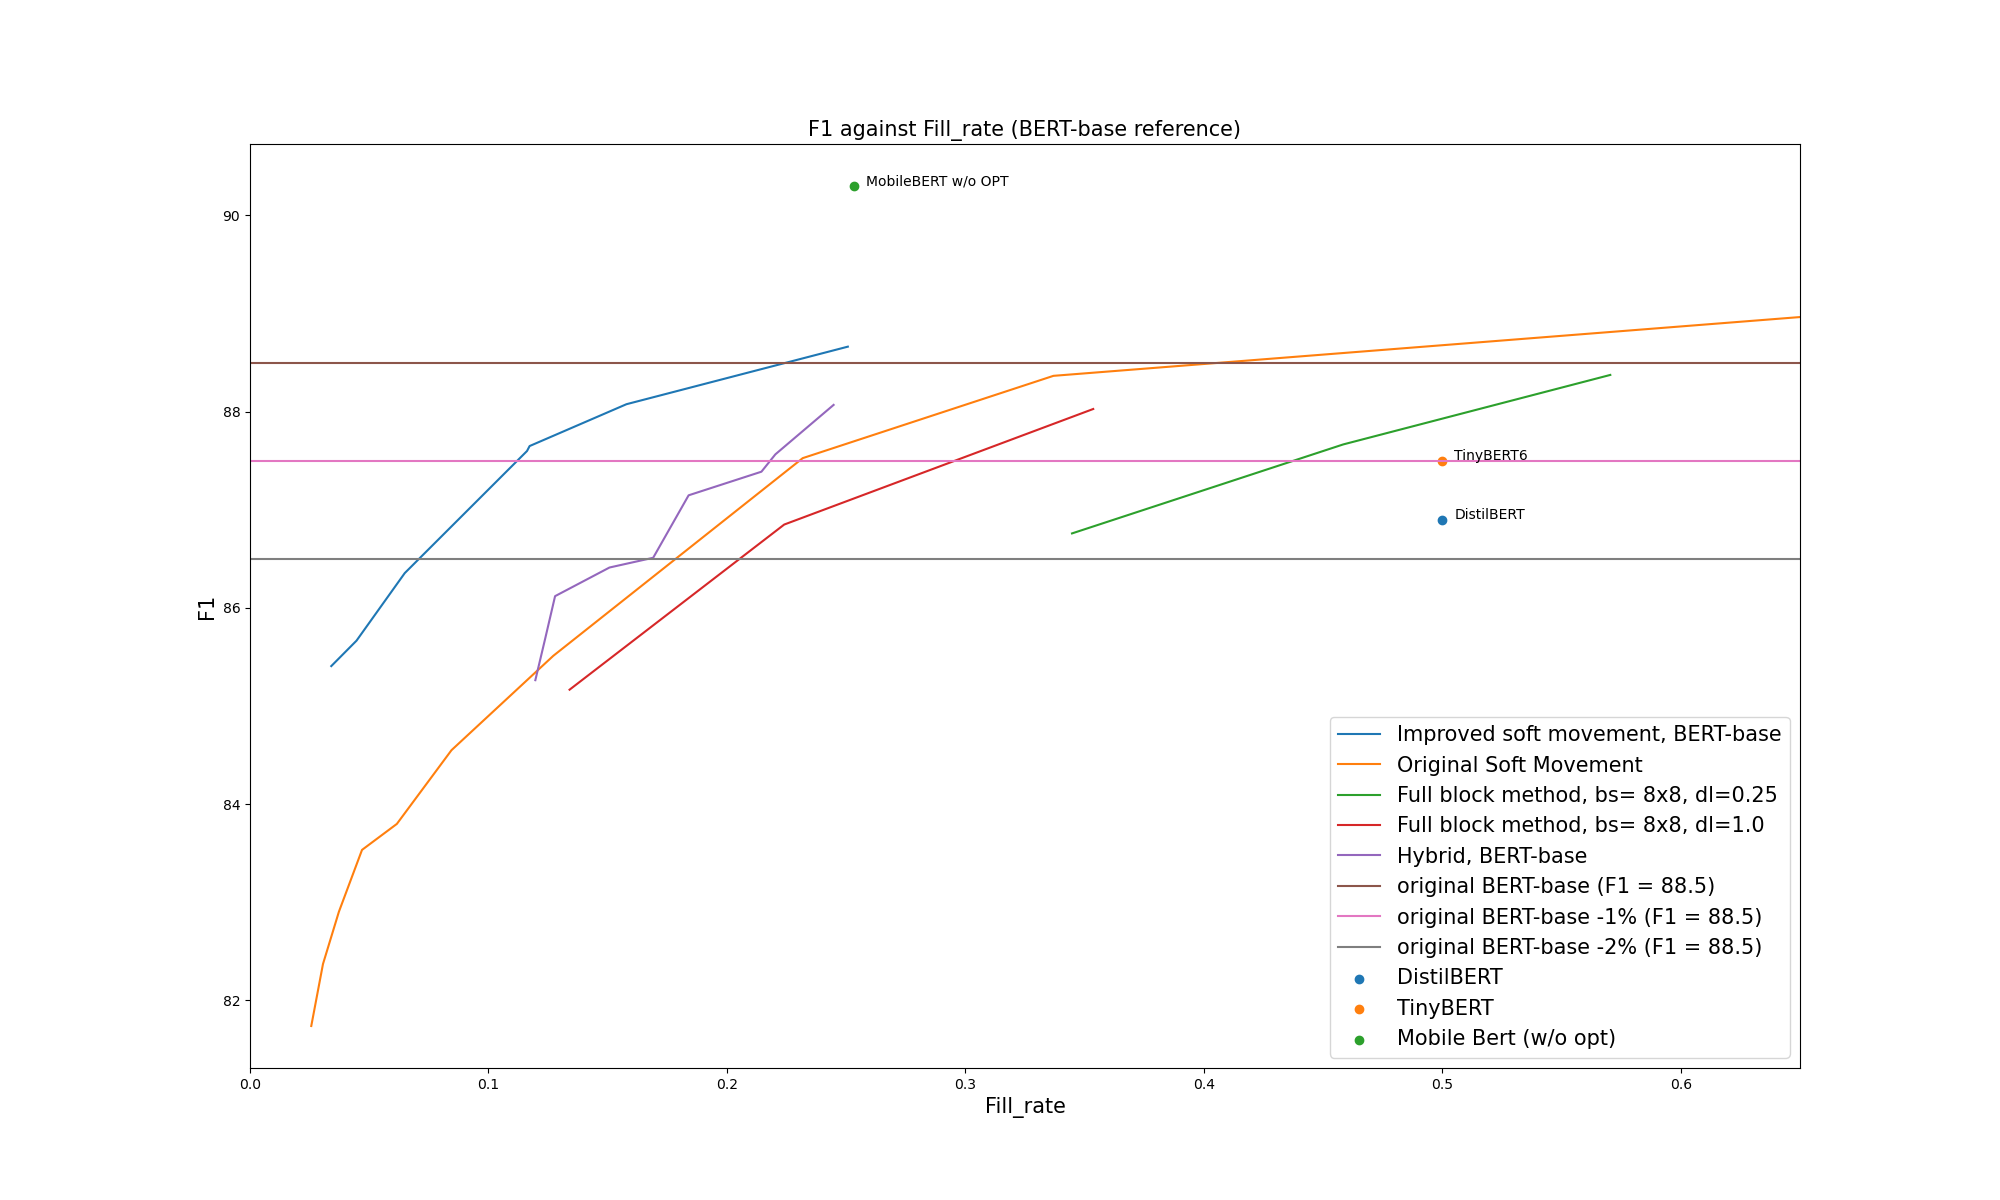 F1 against Fill_rate (BERT-base reference)
MobileBERT w/o OPT
90
88
TinyBERT6
DistilBERT
86
F1
84
82
Improved soft movement, BERT-base
Original Soft Movement
Full block method, bs= 8x8, dl=0.25
Full block method, bs= 8x8, dl=1.0
Hybrid, BERT-base
original BERT-base (F1 = 88.5)
original BERT-base -1% (F1 = 88.5)
original BERT-base -2% (F1 = 88.5)
DistilBERT
TinyBERT
Mobile Bert (w/o opt)
0.0 0.1 0.2 0.3 0.4 0.5 0.6
Fill_rate